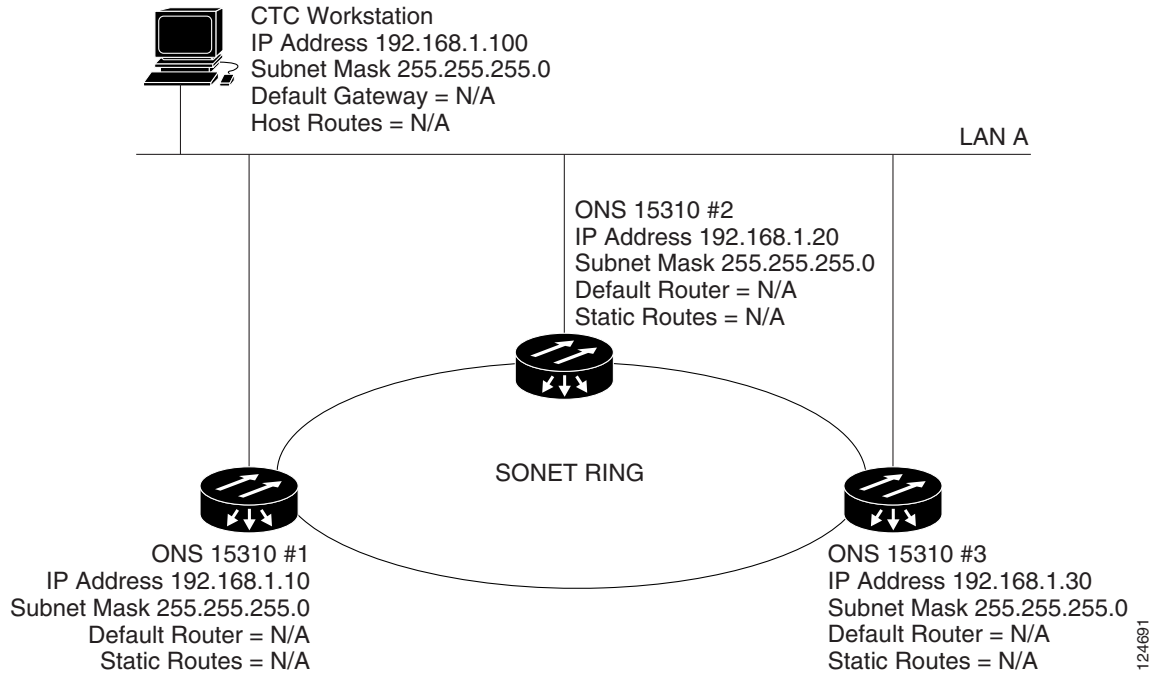 CTC Workstation
IP Address 192.168.1.100
Subnet Mask 255.255.255.0
Default Gateway = N/A
Host Routes = N/A
LAN A
ONS 15310 #2
IP Address 192.168.1.20
Subnet Mask 255.255.255.0
Default Router = N/A
Static Routes = N/A
SONET RING
ONS 15310 #1
IP Address 192.168.1.10
Subnet Mask 255.255.255.0
Default Router = N/A
Static Routes = N/A
ONS 15310 #3
IP Address 192.168.1.30
Subnet Mask 255.255.255.0
Default Router = N/A
Static Routes = N/A
124691